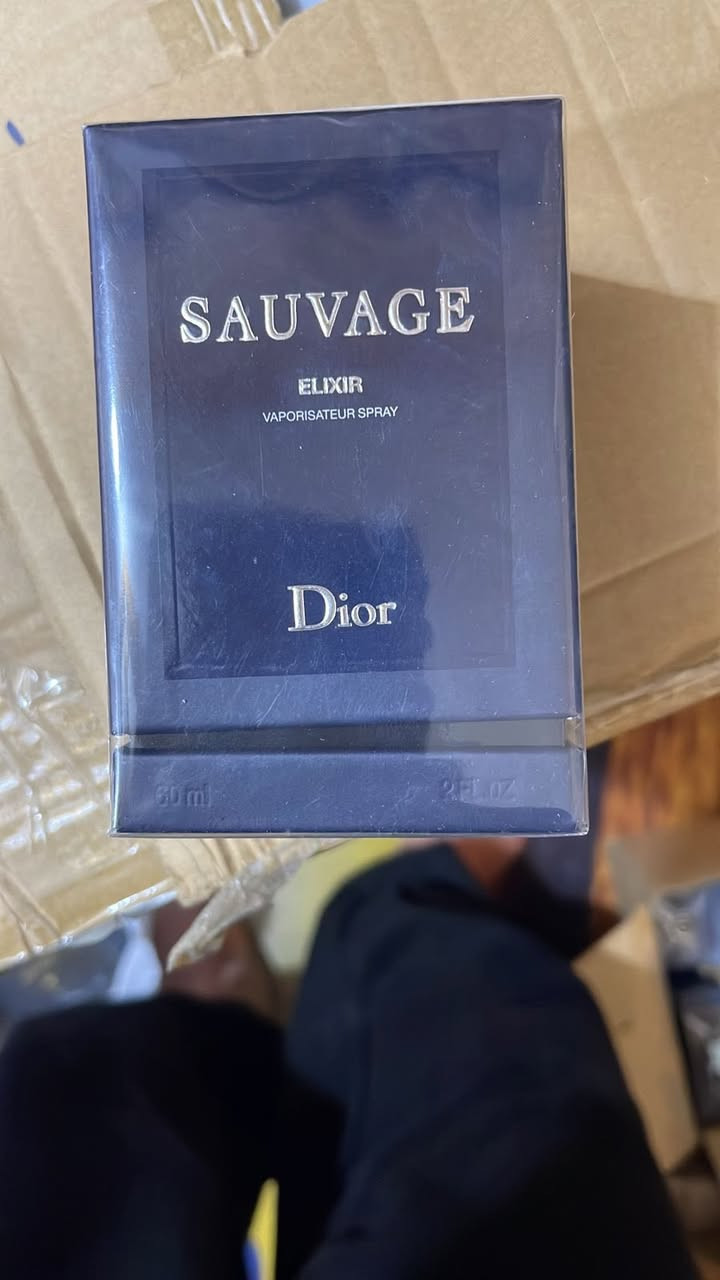 SAUVAGE
ELIXIR
VAPORISATEUR SPRAY
Dior
60 ml 2 FL. OZ